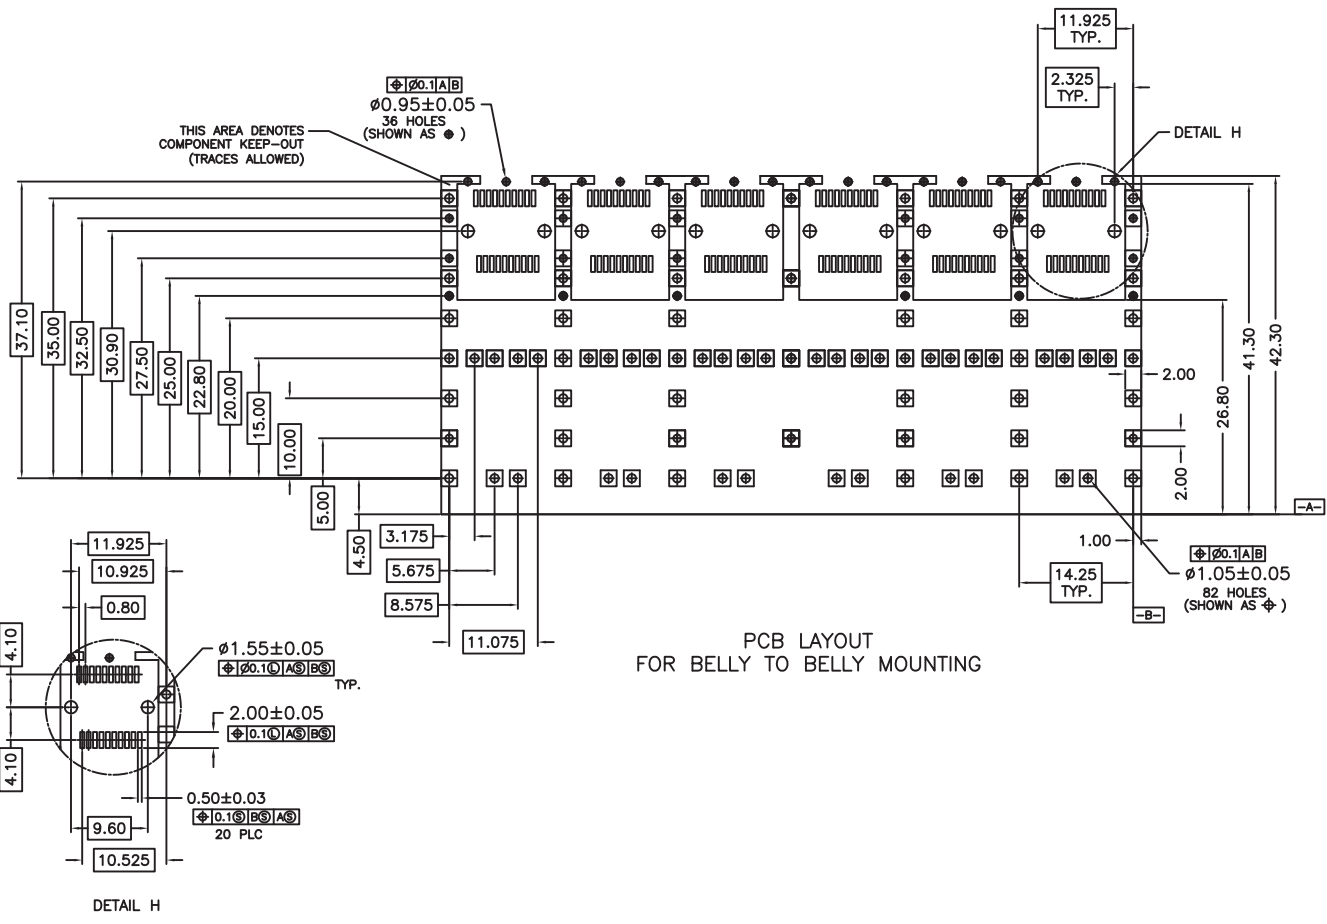 11.925
TYP.
2.325
TYP.
DETAIL H
⌖ Ø0.1 A B
Ø0.95±0.05
36 HOLES
(SHOWN AS ⌖ )
THIS AREA DENOTES
COMPONENT KEEP-OUT
(TRACES ALLOWED)
37.10
35.00
32.50
30.90
27.50
25.00
22.80
20.00
15.00
10.00
5.00
4.50
3.175
5.675
8.575
11.075
2.00
2.00
26.80
41.30
42.30
-A-
1.00
14.25
TYP.
-B-
⌖ Ø0.1 A B
Ø1.05±0.05
82 HOLES
(SHOWN AS ⌖ )
PCB LAYOUT
FOR BELLY TO BELLY MOUNTING
11.925
10.925
0.80
4.10
4.10
Ø1.55±0.05
⌖ Ø0.1Ⓛ AⓈ BⓈ
TYP.
2.00±0.05
⌖ 0.1Ⓛ AⓈ BⓈ
0.50±0.03
⌖ 0.1Ⓢ BⓈ AⓈ
20 PLC
9.60
10.525
DETAIL H